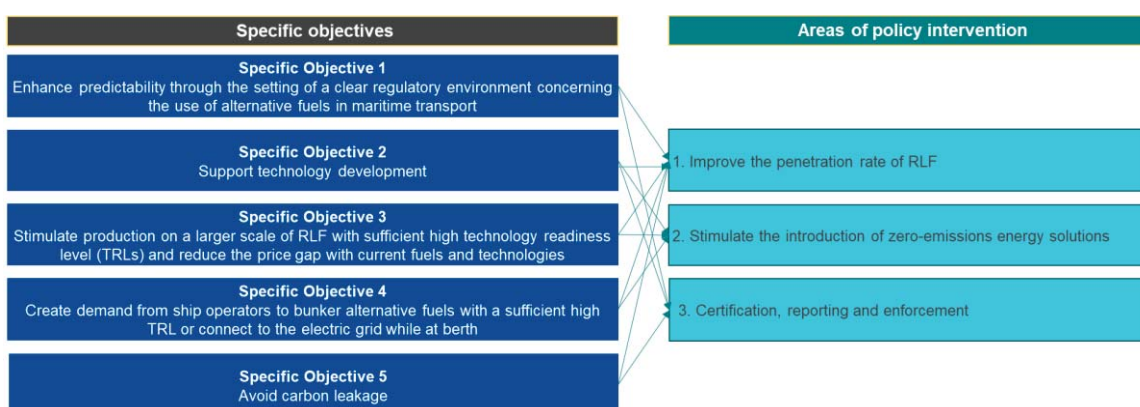 Specific objectives
Areas of policy intervention
Specific Objective 1
Enhance predictability through the setting of a clear regulatory environment concerning
the use of alternative fuels in maritime transport
Specific Objective 2
Support technology development
Specific Objective 3
Stimulate production on a larger scale of RLF with sufficient high technology readiness
level (TRLs) and reduce the price gap with current fuels and technologies
Specific Objective 4
Create demand from ship operators to bunker alternative fuels with a sufficient high
TRL or connect to the electric grid while at berth
Specific Objective 5
Avoid carbon leakage
1. Improve the penetration rate of RLF
2. Stimulate the introduction of zero-emissions energy solutions
3. Certification, reporting and enforcement